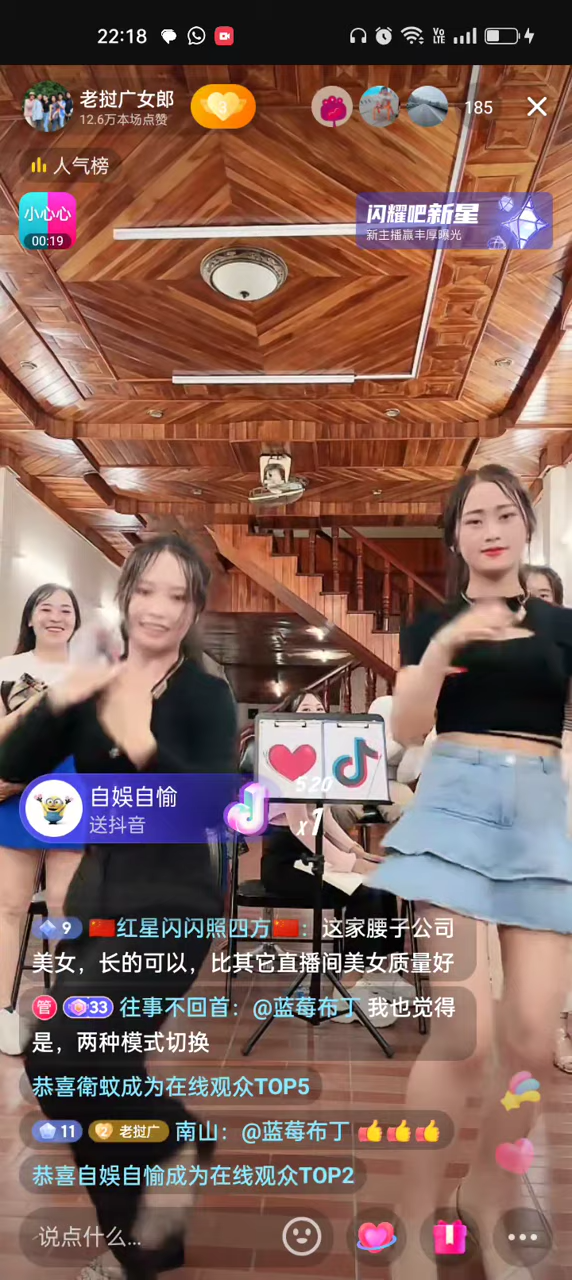 22:18
Vo
LTE
老挝广女郎
12.6万本场点赞
3
185
人气榜
小心心
00:19
闪耀吧新星
新主播赢丰厚曝光
自娱自愉
送抖音
520
x1
9 🇨🇳红星闪闪照四方🇨🇳：这家腰子公司
美女，长的可以，比其它直播间美女质量好
管 33 往事不回首：@蓝莓布丁 我也觉得
是，两种模式切换
恭喜衛蚊成为在线观众TOP5
11 2 老挝广 南山：@蓝莓布丁 👍👍👍
恭喜自娱自愉成为在线观众TOP2
说点什么...